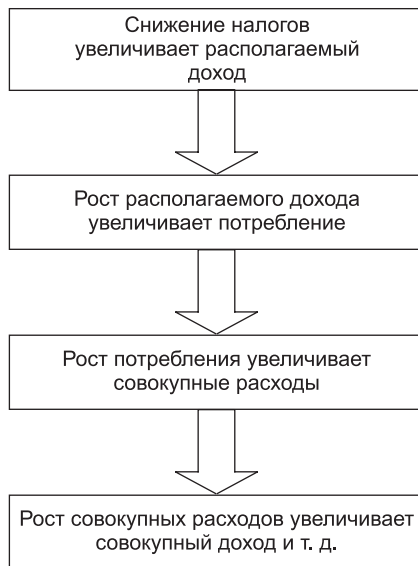 Снижение налогов
увеличивает располагаемый
доход
Рост располагаемого дохода
увеличивает потребление
Рост потребления увеличивает
совокупные расходы
Рост совокупных расходов увеличивает
совокупный доход и т. д.